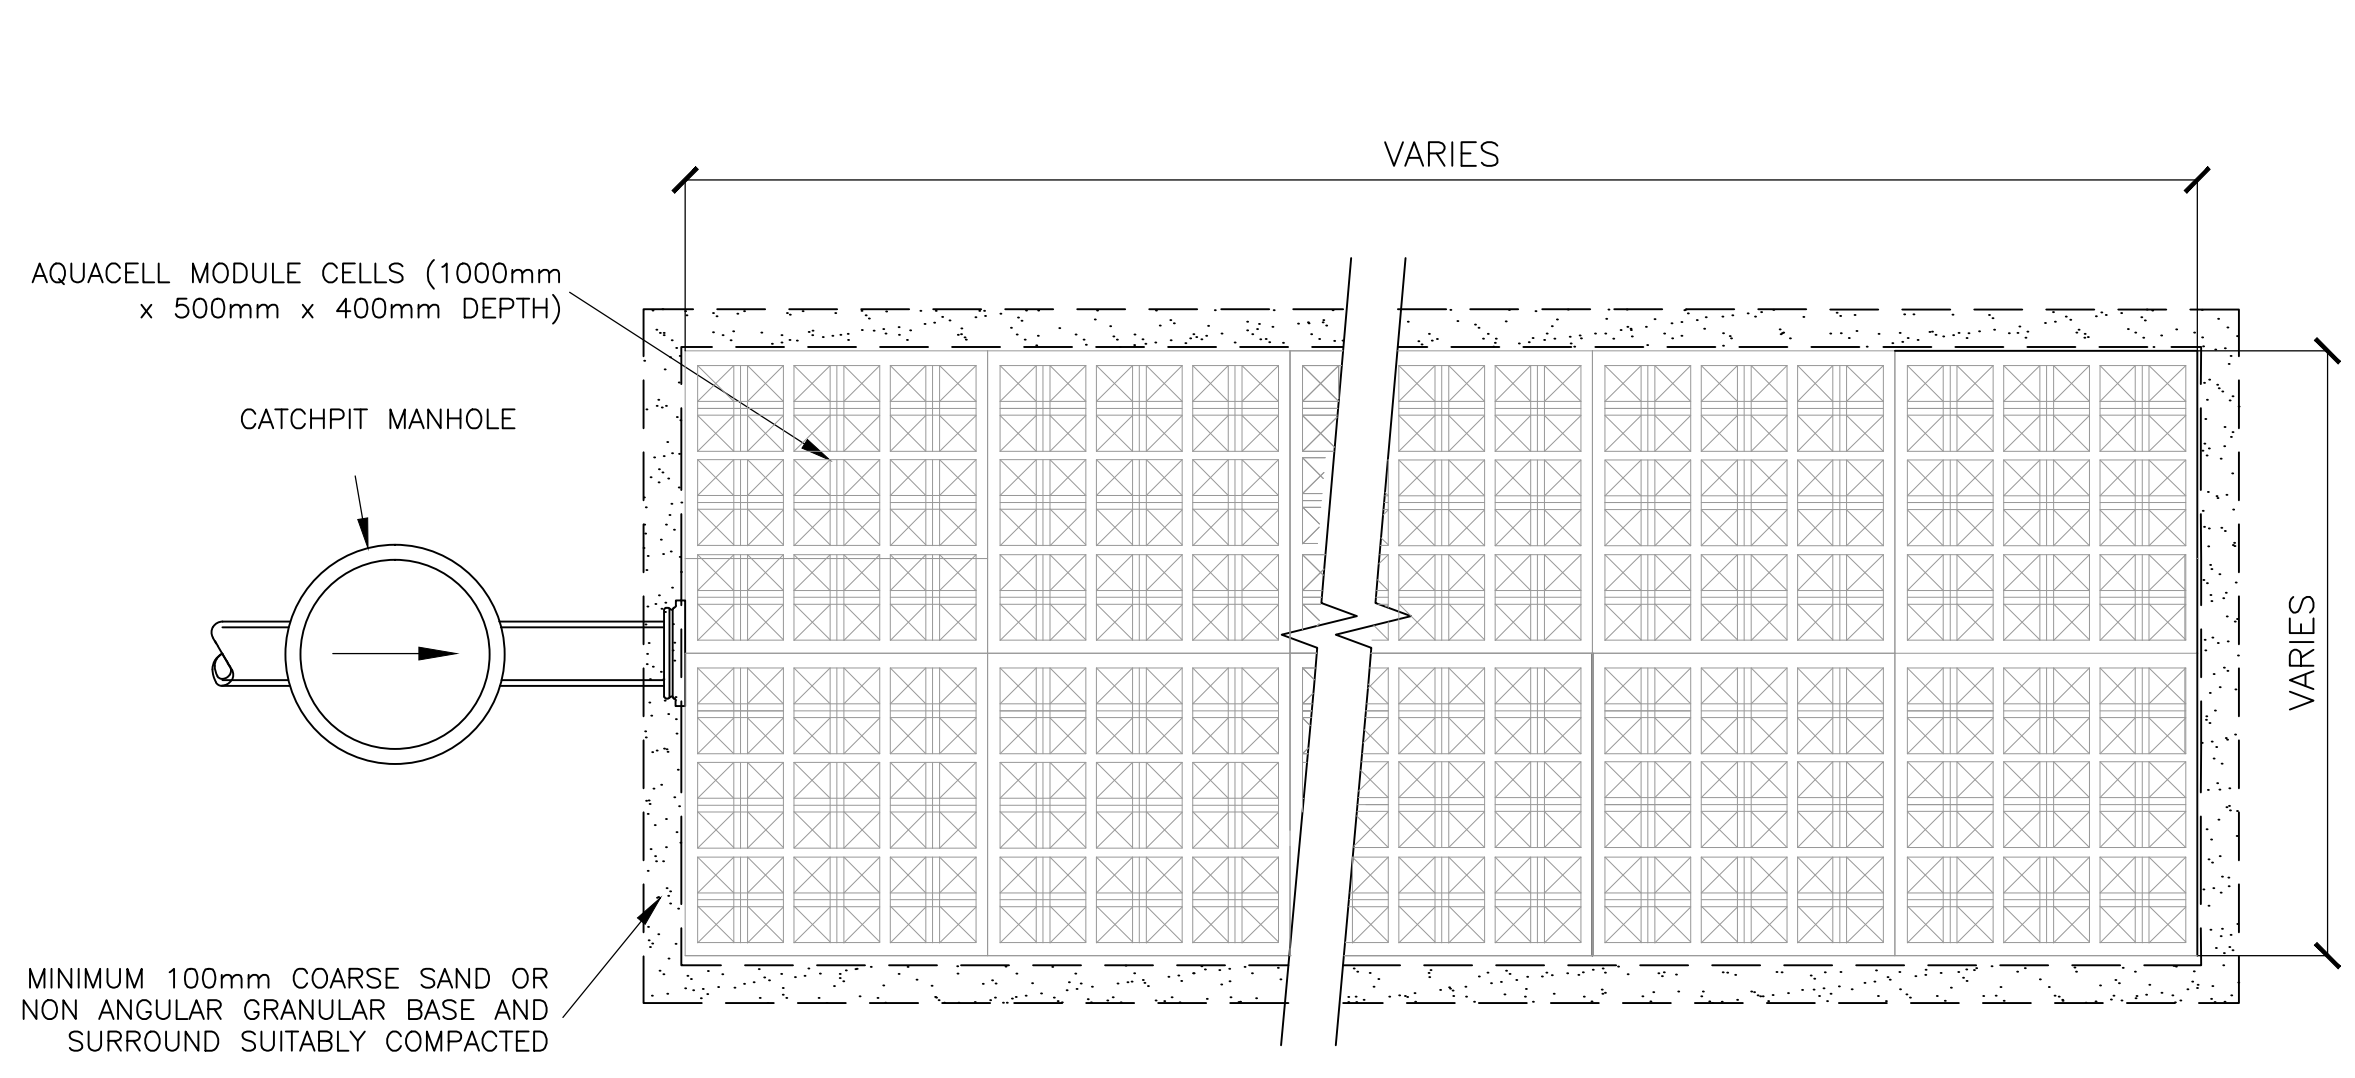 VARIES
AQUACELL MODULE CELLS (1000mm
x 500mm x 400mm DEPTH)
CATCHPIT MANHOLE
VARIES
MINIMUM 100mm COARSE SAND OR
NON ANGULAR GRANULAR BASE AND
SURROUND SUITABLY COMPACTED